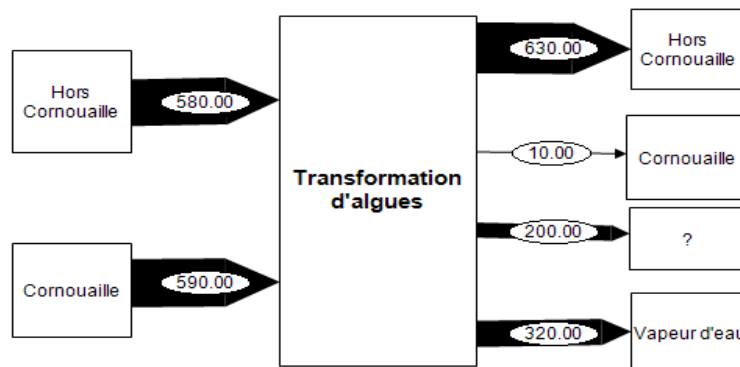 Hors
Cornouaille
580.00
Cornouaille
590.00
Transformation
d'algues
630.00
Hors
Cornouaille
10.00
Cornouaille
200.00
?
320.00
Vapeur d'eau